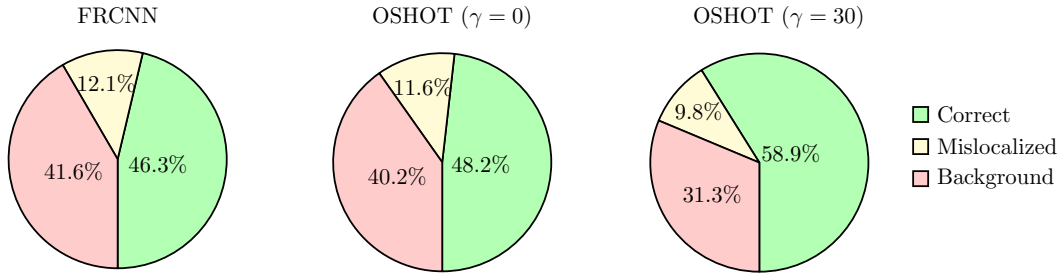 FRCNN
12.1%
41.6%
46.3%
OSHOT (γ = 0)
11.6%
40.2%
48.2%
OSHOT (γ = 30)
9.8%
58.9%
31.3%
Correct
Mislocalized
Background